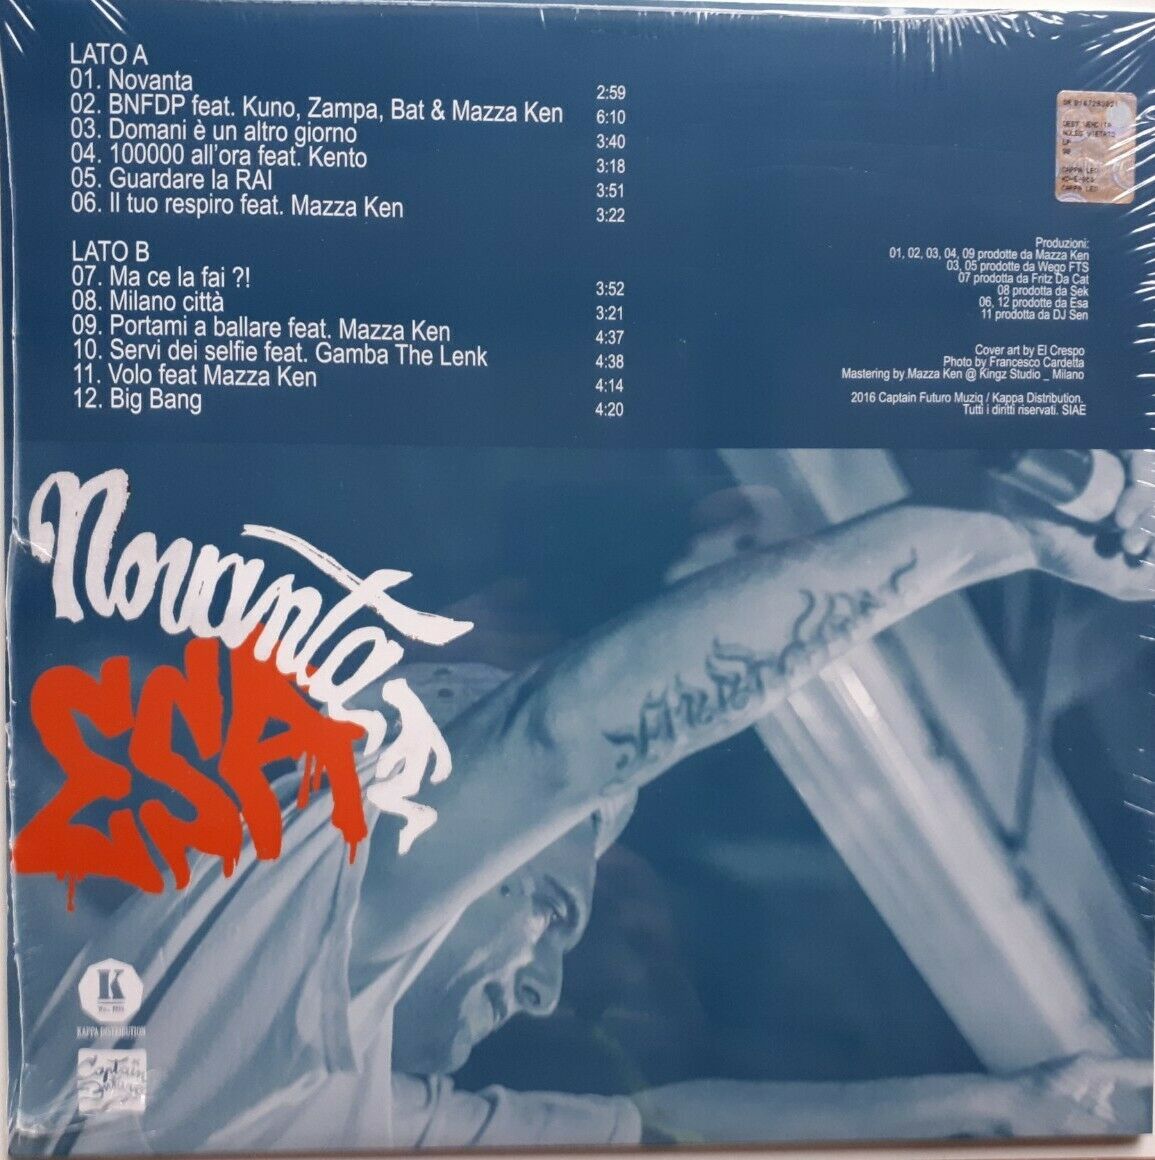 LATO A
01. Novanta 2:59
02. BNFDP feat. Kuno, Zampa, Bat & Mazza Ken 6:10
03. Domani è un altro giorno 3:40
04. 100000 all'ora feat. Kento 3:18
05. Guardare la RAI 3:51
06. Il tuo respiro feat. Mazza Ken 3:22
LATO B
07. Ma ce la fai ?! 3:52
08. Milano città 3:21
09. Portami a ballare feat. Mazza Ken 4:37
10. Servi dei selfie feat. Gamba The Lenk 4:38
11. Volo feat Mazza Ken 4:14
12. Big Bang 4:20
LP
CAPPA LEO
CAPPA LEO
Produzioni:
01, 02, 03, 04, 09 prodotte da Mazza Ken
03, 05 prodotte da Wego FTS
07 prodotta da Fritz Da Cat
08 prodotta da Sek
06, 12 prodotte da Esa
11 prodotta da DJ Sen
Cover art by El Crespo
Photo by Francesco Cardetta
Mastering by Mazza Ken @ Kingz Studio _ Milano
2016 Captain Futuro Muziq / Kappa Distribution.
Tutti i diritti riservati. SIAE
Novanta
ESA
K
KAPPA DISTRIBUTION
Captain
Futuro